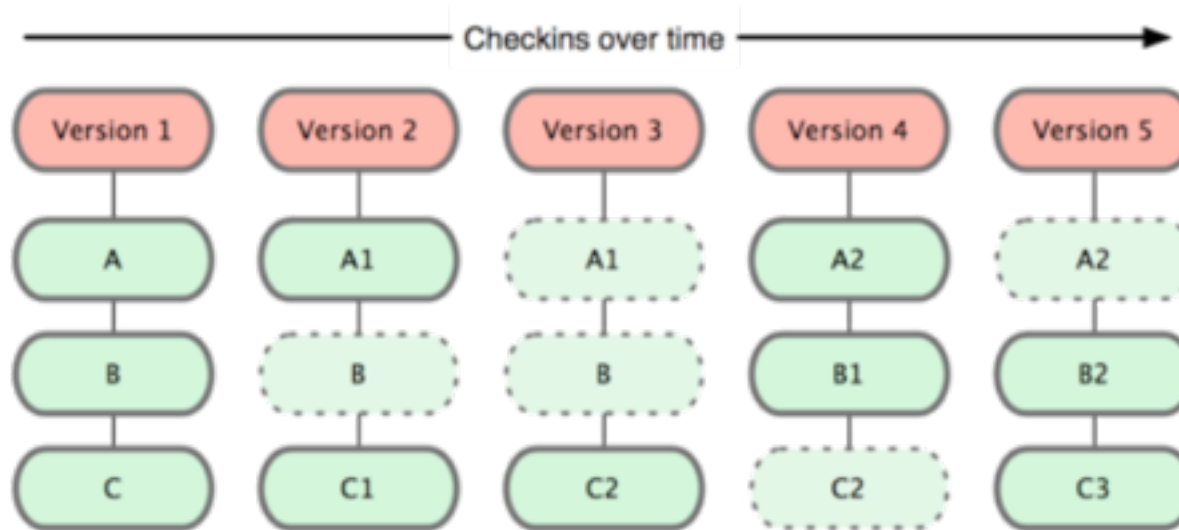 Checkins over time
Version 1 Version 2 Version 3 Version 4 Version 5
A A1 A1 A2 A2
B B B B1 B2
C C1 C2 C2 C3